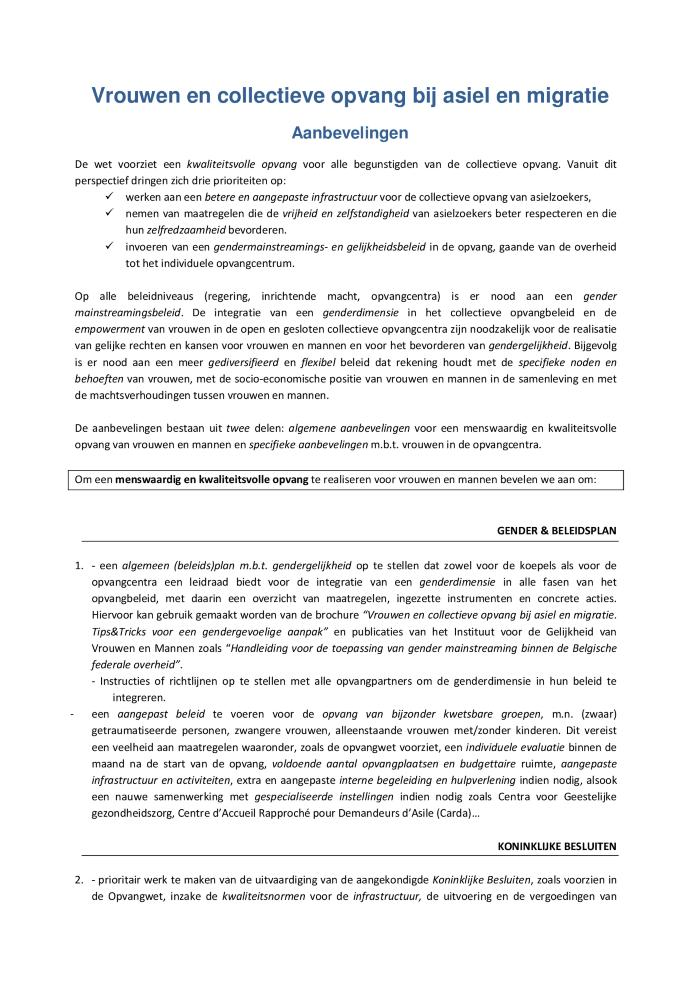 Vrouwen en collectieve opvang bij asiel en migratie
Aanbevelingen
De wet voorziet een kwaliteitsvolle opvang voor alle begunstigden van de collectieve opvang. Vanuit dit
perspectief dringen zich drie prioriteiten op:
✓ werken aan een betere en aangepaste infrastructuur voor de collectieve opvang van asielzoekers,
✓ nemen van maatregelen die de vrijheid en zelfstandigheid van asielzoekers beter respecteren en die
hun zelfredzaamheid bevorderen.
✓ invoeren van een gendermainstreamings- en gelijkheidsbeleid in de opvang, gaande van de overheid
tot het individuele opvangcentrum.
Op alle beleidniveaus (regering, inrichtende macht, opvangcentra) is er nood aan een gender
mainstreamingsbeleid. De integratie van een genderdimensie in het collectieve opvangbeleid en de
empowerment van vrouwen in de open en gesloten collectieve opvangcentra zijn noodzakelijk voor de realisatie
van gelijke rechten en kansen voor vrouwen en mannen en voor het bevorderen van gendergelijkheid. Bijgevolg
is er nood aan een meer gediversifieerd en flexibel beleid dat rekening houdt met de specifieke noden en
behoeften van vrouwen, met de socio-economische positie van vrouwen en mannen in de samenleving en met
de machtsverhoudingen tussen vrouwen en mannen.
De aanbevelingen bestaan uit twee delen: algemene aanbevelingen voor een menswaardig en kwaliteitsvolle
opvang van vrouwen en mannen en specifieke aanbevelingen m.b.t. vrouwen in de opvangcentra.
Om een menswaardig en kwaliteitsvolle opvang te realiseren voor vrouwen en mannen bevelen we aan om:
GENDER & BELEIDSPLAN
1. - een algemeen (beleids)plan m.b.t. gendergelijkheid op te stellen dat zowel voor de koepels als voor de
opvangcentra een leidraad biedt voor de integratie van een genderdimensie in alle fasen van het
opvangbeleid, met daarin een overzicht van maatregelen, ingezette instrumenten en concrete acties.
Hiervoor kan gebruik gemaakt worden van de brochure "Vrouwen en collectieve opvang bij asiel en migratie.
Tips&Tricks voor een gendergevoelige aanpak" en publicaties van het Instituut voor de Gelijkheid van
Vrouwen en Mannen zoals "Handleiding voor de toepassing van gender mainstreaming binnen de Belgische
federale overheid".
- Instructies of richtlijnen op te stellen met alle opvangpartners om de genderdimensie in hun beleid te
integreren.
- een aangepast beleid te voeren voor de opvang van bijzonder kwetsbare groepen, m.n. (zwaar)
getraumatiseerde personen, zwangere vrouwen, alleenstaande vrouwen met/zonder kinderen. Dit vereist
een veelheid aan maatregelen waaronder, zoals de opvangwet voorziet, een individuele evaluatie binnen de
maand na de start van de opvang, voldoende aantal opvangplaatsen en budgettaire ruimte, aangepaste
infrastructuur en activiteiten, extra en aangepaste interne begeleiding en hulpverlening indien nodig, alsook
een nauwe samenwerking met gespecialiseerde instellingen indien nodig zoals Centra voor Geestelijke
gezondheidszorg, Centre d'Accueil Rapproché pour Demandeurs d'Asile (Carda)…
KONINKLIJKE BESLUITEN
2. - prioritair werk te maken van de uitvaardiging van de aangekondigde Koninklijke Besluiten, zoals voorzien in
de Opvangwet, inzake de kwaliteitsnormen voor de infrastructuur, de uitvoering en de vergoedingen van